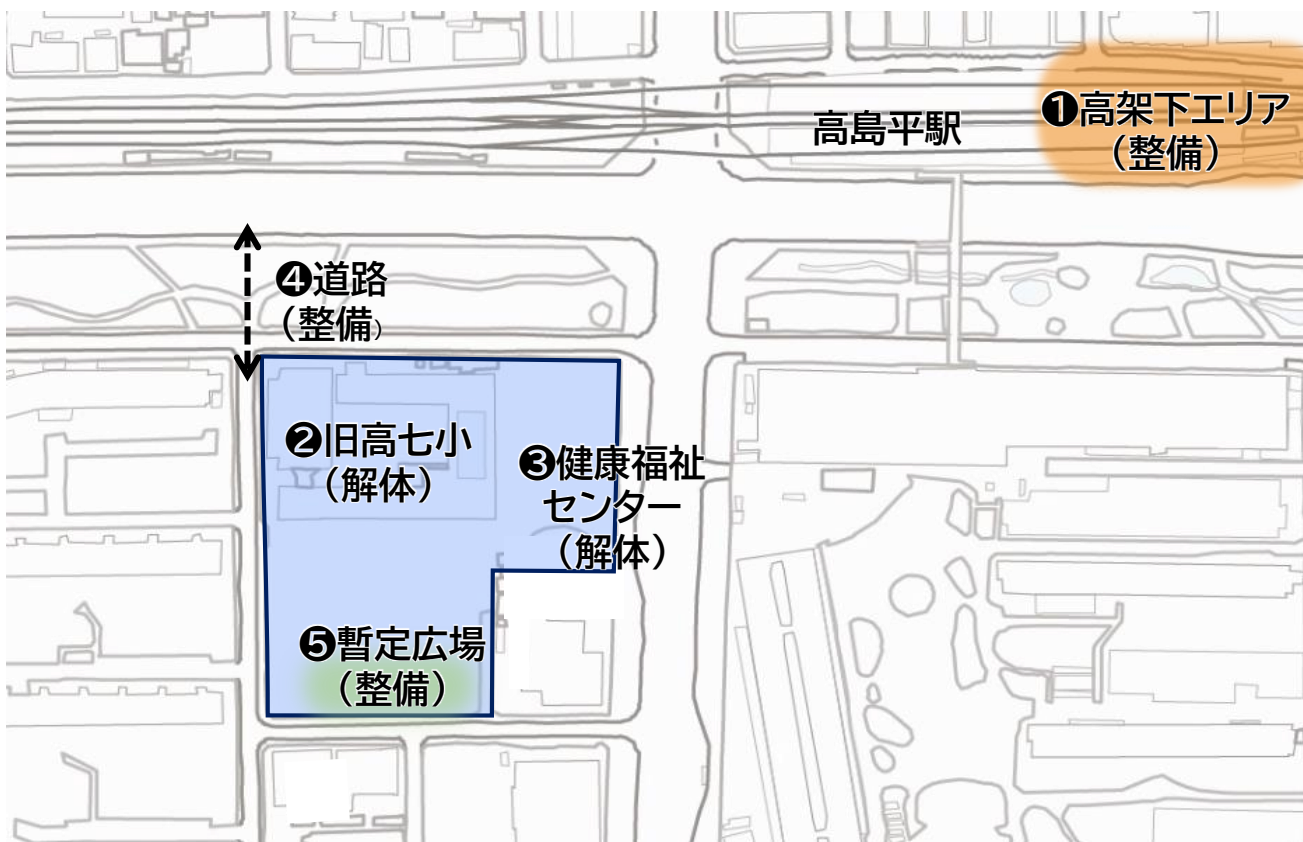 高島平駅
❶高架下エリア
（整備）
❹道路
（整備）
❷旧高七小
（解体）
❸健康福祉
センター
（解体）
❺暫定広場
（整備）